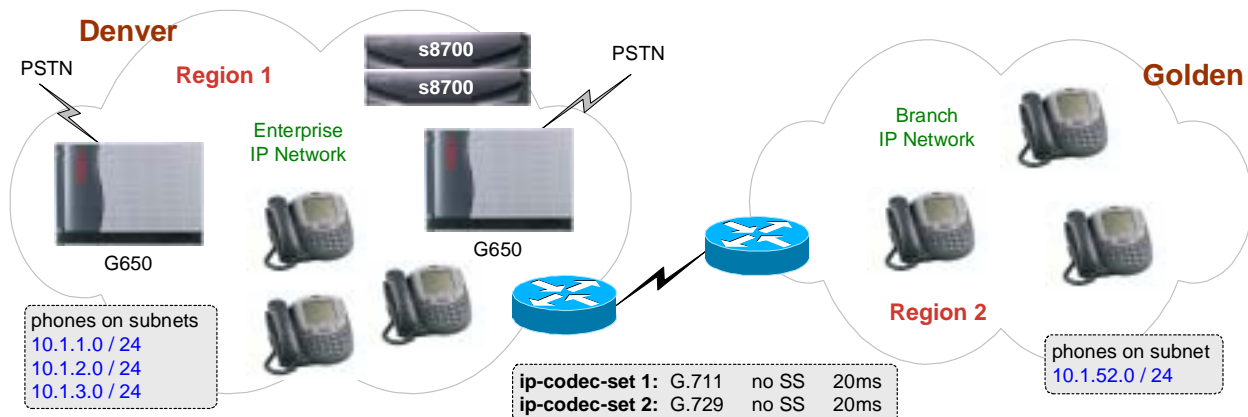 Denver
PSTN
Region 1
s8700
s8700
PSTN
Golden
Enterprise
IP Network
Branch
IP Network
G650
G650
Region 2
phones on subnets
10.1.1.0 / 24
10.1.2.0 / 24
10.1.3.0 / 24
phones on subnet
10.1.52.0 / 24
ip-codec-set 1: G.711 no SS 20ms
ip-codec-set 2: G.729 no SS 20ms